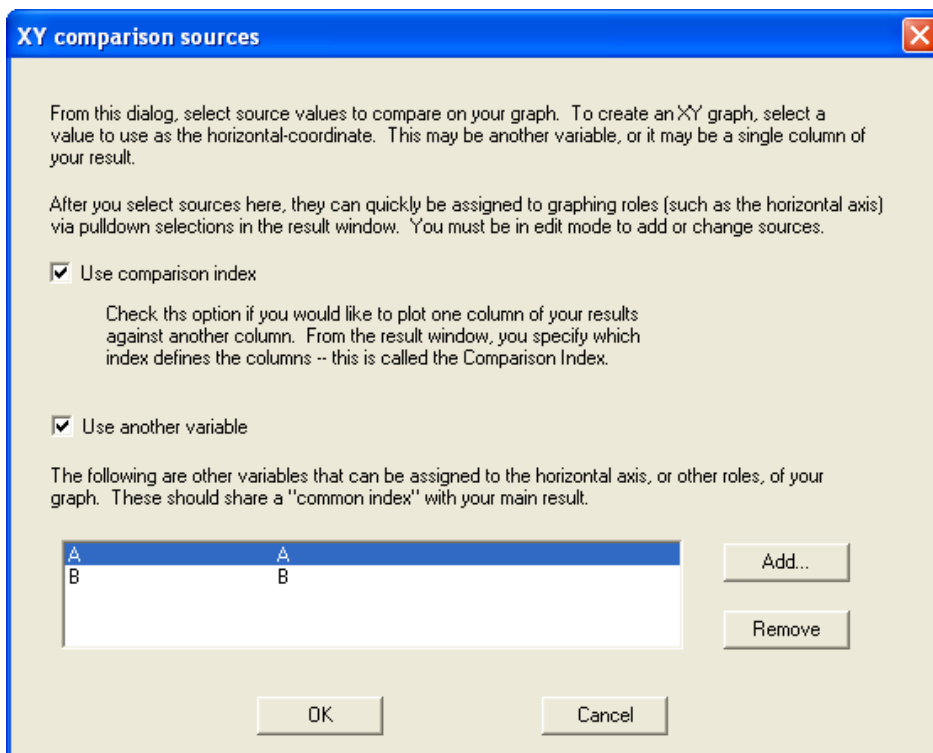 XY comparison sources
From this dialog, select source values to compare on your graph.  To create an XY graph, select a
value to use as the horizontal-coordinate.  This may be another variable, or it may be a single column of
your result.
After you select sources here, they can quickly be assigned to graphing roles (such as the horizontal axis)
via pulldown selections in the result window.  You must be in edit mode to add or change sources.
Use comparison index
Check ths option if you would like to plot one column of your results
against another column.  From the result window, you specify which
index defines the columns -- this is called the Comparison Index.
Use another variable
The following are other variables that can be assigned to the horizontal axis, or other roles, of your
graph.  These should share a "common index" with your main result.
A A
B B
Add...
Remove
OK Cancel